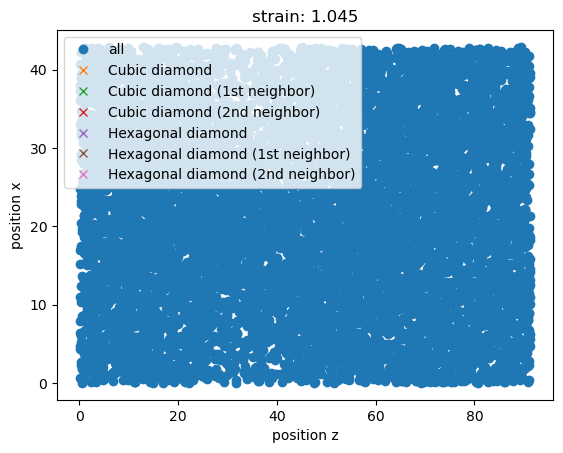 strain: 1.045
all
Cubic diamond
Cubic diamond (1st neighbor)
Cubic diamond (2nd neighbor)
Hexagonal diamond
Hexagonal diamond (1st neighbor)
Hexagonal diamond (2nd neighbor)
40
30
20
10
0
position x
0 20 40 60 80
position z